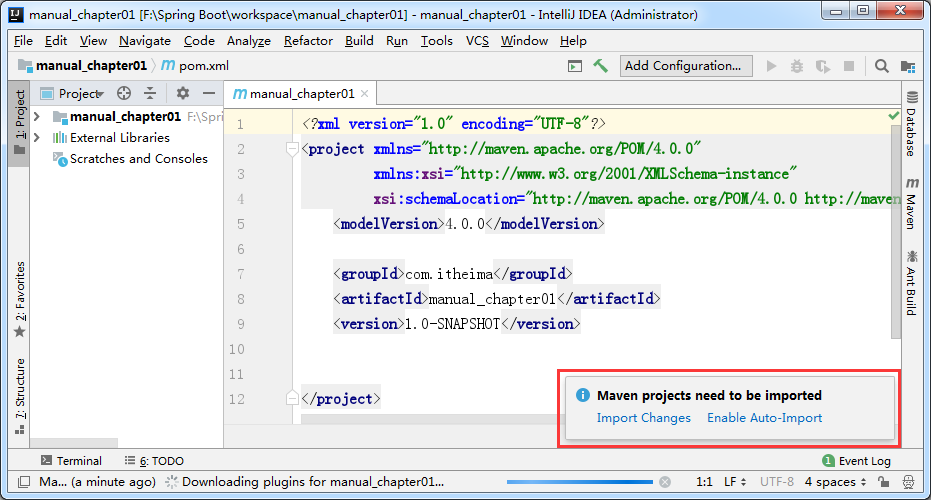 manual_chapter01 [F:\Spring Boot\workspace\manual_chapter01] - manual_chapter01 - IntelliJ IDEA (Administrator)
File Edit View Navigate Code Analyze Refactor Build Run Tools VCS Window Help
manual_chapter01 m pom.xml Add Configuration...
Project
m manual_chapter01
1: Project
2: Favorites
7: Structure
manual_chapter01 F:\Spri
External Libraries
Scratches and Consoles
1 <?xml version="1.0" encoding="UTF-8"?>
2 <project xmlns="http://maven.apache.org/POM/4.0.0"
3 xmlns:xsi="http://www.w3.org/2001/XMLSchema-instance"
4 xsi:schemaLocation="http://maven.apache.org/POM/4.0.0 http://maven
5 <modelVersion>4.0.0</modelVersion>
6
7 <groupId>com.itheima</groupId>
8 <artifactId>manual_chapter01</artifactId>
9 <version>1.0-SNAPSHOT</version>
10
11
12 </project>
Database
m Maven
Ant Build
Maven projects need to be imported
Import Changes Enable Auto-Import
Terminal 6: TODO 1 Event Log
Ma... (a minute ago) Downloading plugins for manual_chapter01... 1:1 LF UTF-8 4 spaces